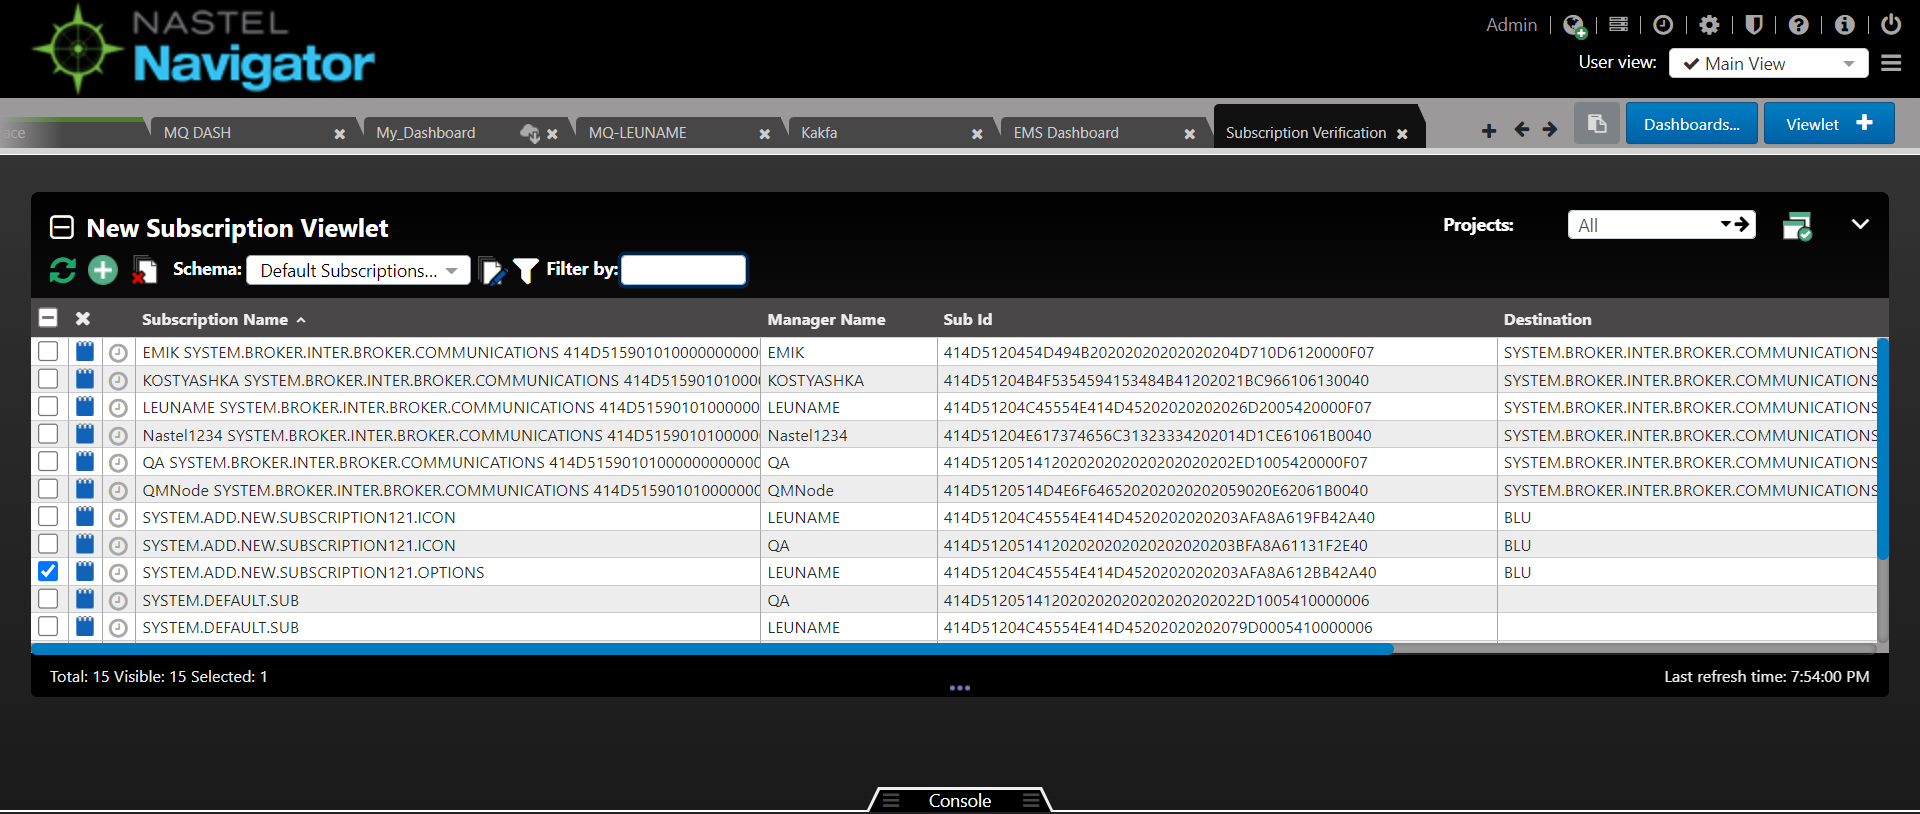 NASTEL
Navigator
Admin
User view: Main View
ace
MQ DASH
My_Dashboard
MQ-LEUNAME
Kakfa
EMS Dashboard
Subscription Verification
Dashboards...
Viewlet
New Subscription Viewlet
Projects: All
Schema: Default Subscriptions... Filter by:
Subscription Name Manager Name Sub Id Destination
EMIK SYSTEM.BROKER.INTER.BROKER.COMMUNICATIONS 414D515901010000000000 EMIK 414D5120454D494B20202020202020204D710D6120000F07 SYSTEM.BROKER.INTER.BROKER.COMMUNICATIONS
KOSTYASHKA SYSTEM.BROKER.INTER.BROKER.COMMUNICATIONS 414D51590101000 KOSTYASHKA 414D51204B4F5354594153484B41202021BC966106130040 SYSTEM.BROKER.INTER.BROKER.COMMUNICATIONS
LEUNAME SYSTEM.BROKER.INTER.BROKER.COMMUNICATIONS 414D51590101000000 LEUNAME 414D51204C45554E414D45202020202026D2005420000F07 SYSTEM.BROKER.INTER.BROKER.COMMUNICATIONS
Nastel1234 SYSTEM.BROKER.INTER.BROKER.COMMUNICATIONS 414D51590101000000 Nastel1234 414D51204E617374656C31323334202014D1CE61061B0040 SYSTEM.BROKER.INTER.BROKER.COMMUNICATIONS
QA SYSTEM.BROKER.INTER.BROKER.COMMUNICATIONS 414D51590101000000000000 QA 414D5120514120202020202020202020202ED1005420000F07 SYSTEM.BROKER.INTER.BROKER.COMMUNICATIONS
QMNode SYSTEM.BROKER.INTER.BROKER.COMMUNICATIONS 414D515901010000000 QMNode 414D5120514D4E6F646520202020202059020E62061B0040 SYSTEM.BROKER.INTER.BROKER.COMMUNICATIONS
SYSTEM.ADD.NEW.SUBSCRIPTION121.ICON LEUNAME 414D51204C45554E414D4520202020203AFA8A619FB42A40 BLU
SYSTEM.ADD.NEW.SUBSCRIPTION121.ICON QA 414D512051412020202020202020202020203BFA8A61131F2E40 BLU
SYSTEM.ADD.NEW.SUBSCRIPTION121.OPTIONS LEUNAME 414D51204C45554E414D4520202020203AFA8A612BB42A40 BLU
SYSTEM.DEFAULT.SUB QA 414D5120514120202020202020202020202022D1005410000006
SYSTEM.DEFAULT.SUB LEUNAME 414D51204C45554E414D45202020202079D0005410000006
Total: 15 Visible: 15 Selected: 1
Last refresh time: 7:54:00 PM
Console